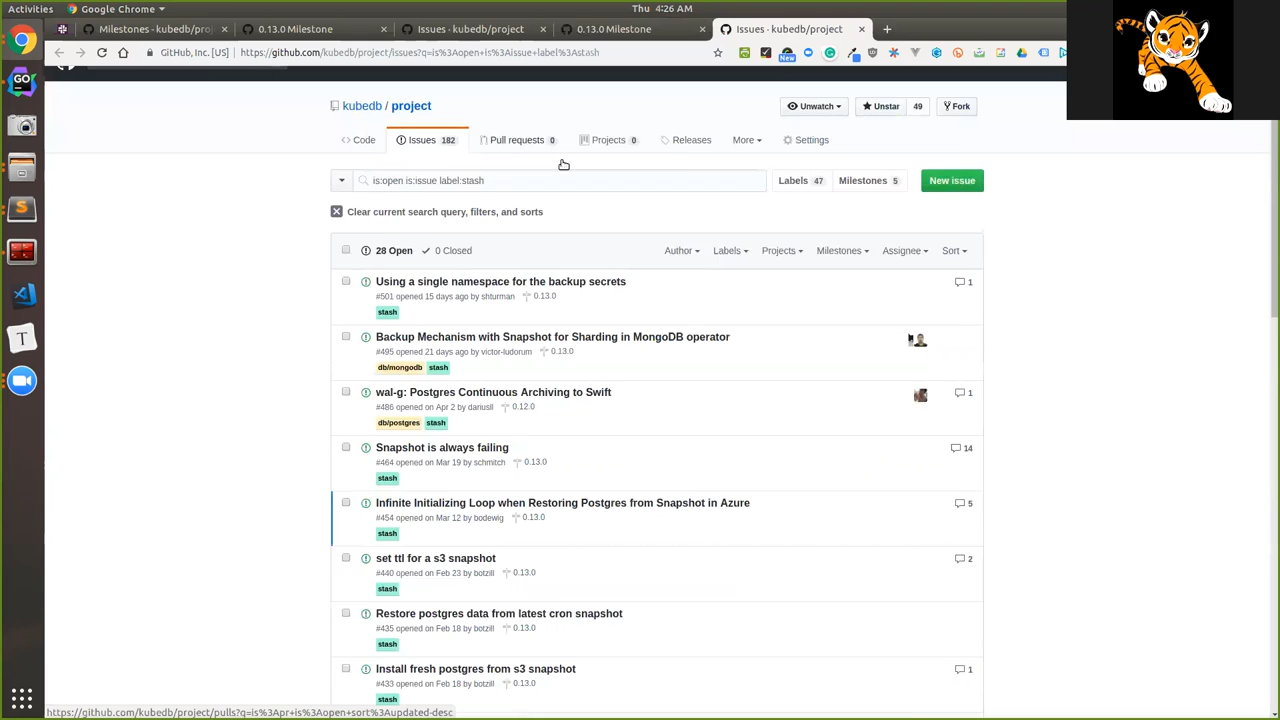 Activities
Google Chrome
Thu 4:26 AM
Milestones - kubedb/pro
0.13.0 Milestone
Issues · kubedb/project
0.13.0 Milestone
Issues · kubedb/project
GitHub, Inc. [US]
https://github.com/kubedb/project/issues?q=is%3Aopen+is%3Aissue+label%3Astash
New
GO
kubedb / project
Unwatch
Unstar 49
Fork
Code
Issues 182
Pull requests 0
Projects 0
Releases
More
Settings
is:open is:issue label:stash
Labels 47
Milestones 5
New issue
Clear current search query, filters, and sorts
28 Open
0 Closed
Author
Labels
Projects
Milestones
Assignee
Sort
Using a single namespace for the backup secrets
1
#501 opened 15 days ago by shturman 0.13.0
stash
Backup Mechanism with Snapshot for Sharding in MongoDB operator
#495 opened 21 days ago by victor-ludorum 0.13.0
db/mongodb stash
wal-g: Postgres Continuous Archiving to Swift
1
#486 opened on Apr 2 by dariusll 0.12.0
db/postgres stash
Snapshot is always failing
14
#464 opened on Mar 19 by schmitch 0.13.0
stash
Infinite Initializing Loop when Restoring Postgres from Snapshot in Azure
5
#454 opened on Mar 12 by bodewig 0.13.0
stash
set ttl for a s3 snapshot
2
#440 opened on Feb 23 by botzill 0.13.0
stash
Restore postgres data from latest cron snapshot
#435 opened on Feb 18 by botzill 0.13.0
stash
Install fresh postgres from s3 snapshot
1
#433 opened on Feb 18 by botzill 0.13.0
stash
https://github.com/kubedb/project/pulls?q=is%3Apr+is%3Aopen+sort%3Aupdated-desc